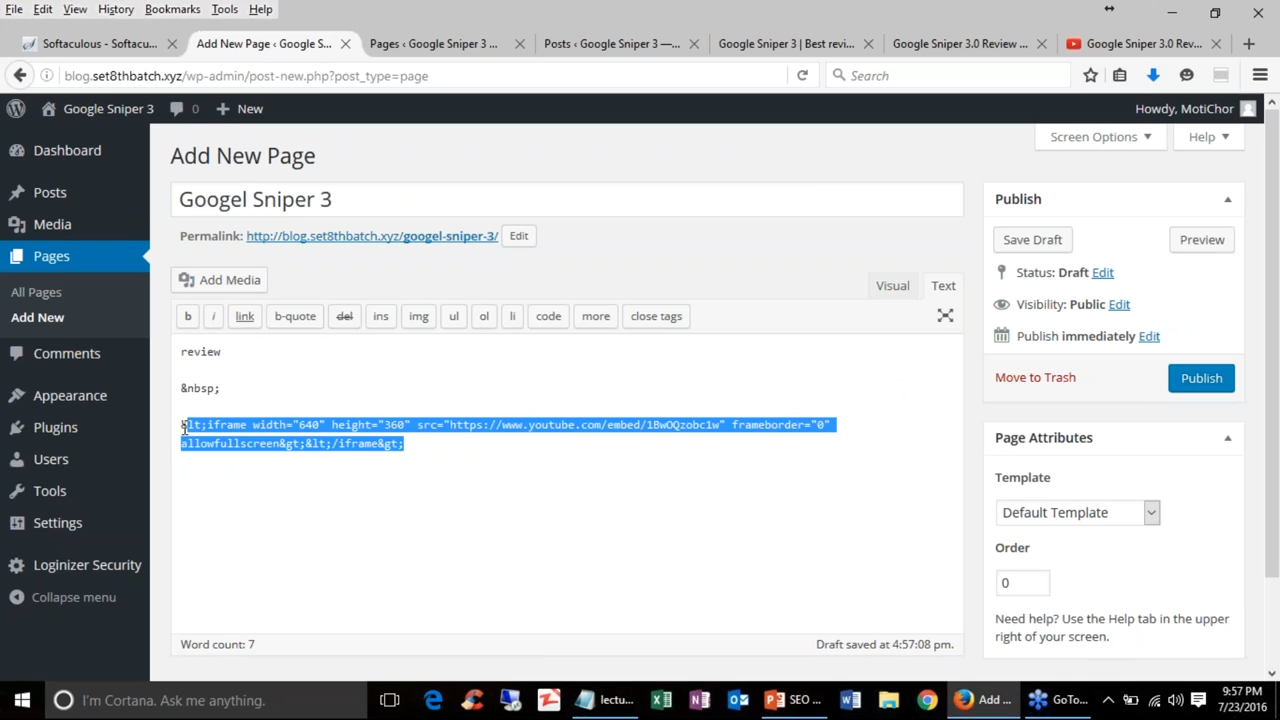 File Edit View History Bookmarks Tools Help
Softaculous - Softacu... Add New Page ‹ Google S... Pages ‹ Google Sniper 3 ... Posts ‹ Google Sniper 3 —... Google Sniper 3 | Best revi... Google Sniper 3.0 Review ... Google Sniper 3.0 Rev...
blog.set8thbatch.xyz/wp-admin/post-new.php?post_type=page Search
Google Sniper 3 0 New Howdy, MotiChor
Screen Options Help
Dashboard
Posts
Media
Pages
All Pages
Add New
Comments
Appearance
Plugins
Users
Tools
Settings
Loginizer Security
Collapse menu
Add New Page
Googel Sniper 3
Permalink: http://blog.set8thbatch.xyz/googel-sniper-3/ Edit
Add Media
Visual Text
b i link b-quote del ins img ul ol li code more close tags
review
&nbsp;
&lt;iframe width="640" height="360" src="https://www.youtube.com/embed/1BwOQzobc1w" frameborder="0"
allowfullscreen&gt;&lt;/iframe&gt;
Word count: 7 Draft saved at 4:57:08 pm.
Publish
Save Draft Preview
Status: Draft Edit
Visibility: Public Edit
Publish immediately Edit
Move to Trash Publish
Page Attributes
Template
Default Template
Order
0
Need help? Use the Help tab in the upper
right of your screen.
I'm Cortana. Ask me anything. lectu... SEO ... Add ... GoTo... 9:57 PM
7/23/2016